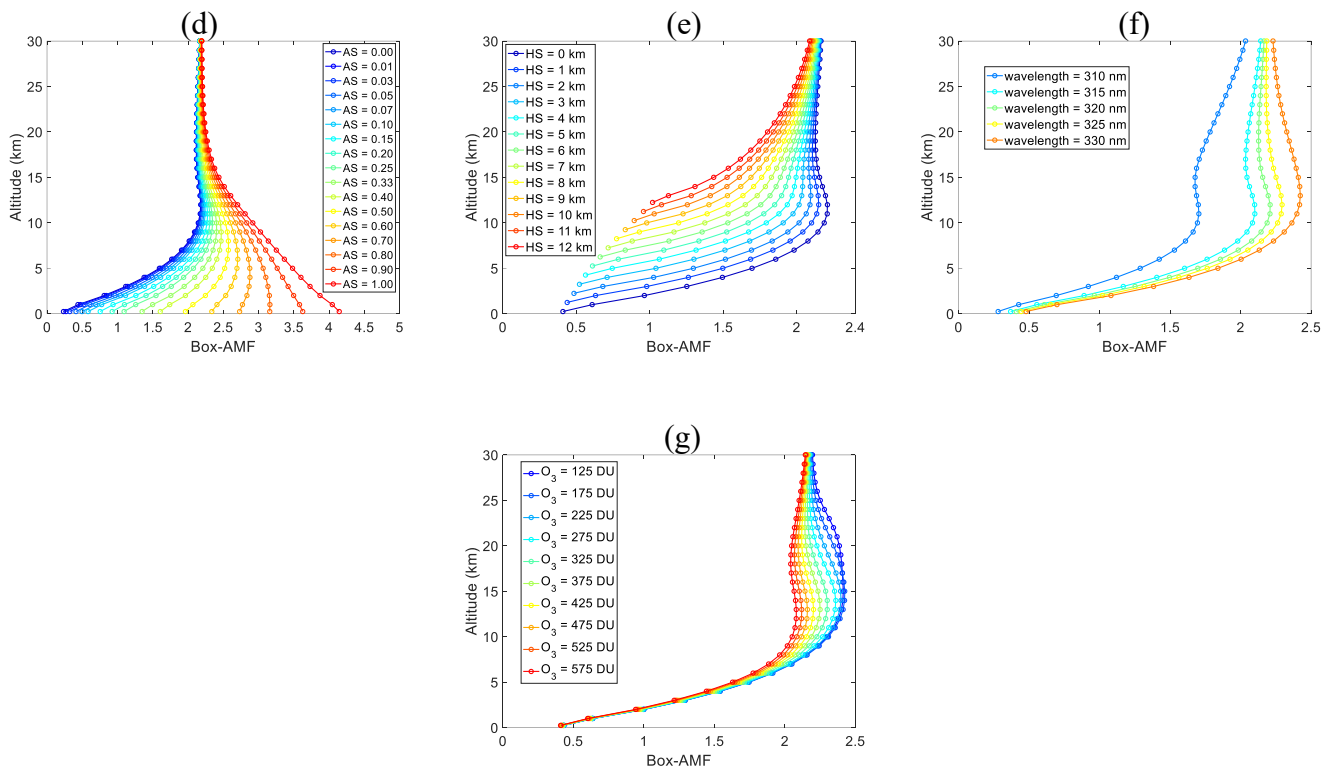 (d)
30
25
20
15
10
5
0
Altitude (km)
AS = 0.00
AS = 0.01
AS = 0.03
AS = 0.05
AS = 0.07
AS = 0.10
AS = 0.15
AS = 0.20
AS = 0.25
AS = 0.33
AS = 0.40
AS = 0.50
AS = 0.60
AS = 0.70
AS = 0.80
AS = 0.90
AS = 1.00
0 0.5 1 1.5 2 2.5 3 3.5 4 4.5 5
Box-AMF
(e)
30
25
20
15
10
5
0
Altitude (km)
HS = 0 km
HS = 1 km
HS = 2 km
HS = 3 km
HS = 4 km
HS = 5 km
HS = 6 km
HS = 7 km
HS = 8 km
HS = 9 km
HS = 10 km
HS = 11 km
HS = 12 km
0 0.5 1 1.5 2 2.4
Box-AMF
(f)
30
25
20
15
10
5
0
Altitude (km)
wavelength = 310 nm
wavelength = 315 nm
wavelength = 320 nm
wavelength = 325 nm
wavelength = 330 nm
0 0.5 1 1.5 2 2.5
Box-AMF
(g)
30
25
20
15
10
5
0
Altitude (km)
O3 = 125 DU
O3 = 175 DU
O3 = 225 DU
O3 = 275 DU
O3 = 325 DU
O3 = 375 DU
O3 = 425 DU
O3 = 475 DU
O3 = 525 DU
O3 = 575 DU
0 0.5 1 1.5 2 2.5
Box-AMF